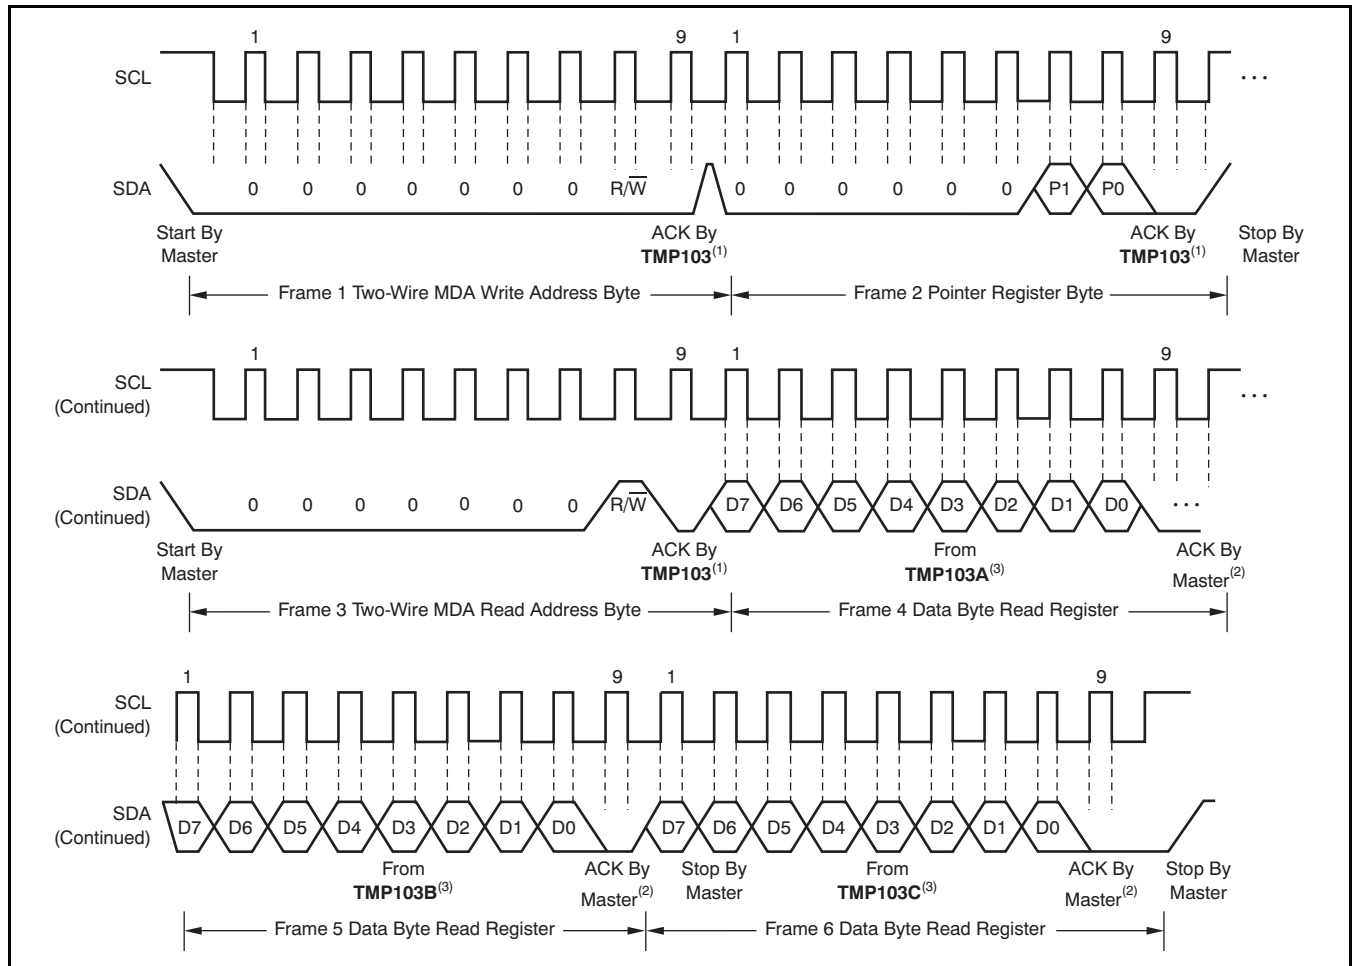 1 9 1 9
SCL ...
SDA 0 0 0 0 0 0 0 R/W̅ 0 0 0 0 0 0 P1 P0
Start By Master
ACK By TMP103(1)
ACK By TMP103(1)
Stop By Master
Frame 1 Two-Wire MDA Write Address Byte
Frame 2 Pointer Register Byte
1 9 1 9
SCL (Continued) ...
SDA (Continued) 0 0 0 0 0 0 0 R/W̅ D7 D6 D5 D4 D3 D2 D1 D0 ...
Start By Master
ACK By TMP103(1)
From TMP103A(3)
ACK By Master(2)
Frame 3 Two-Wire MDA Read Address Byte
Frame 4 Data Byte Read Register
1 9 1 9
SCL (Continued)
SDA (Continued) D7 D6 D5 D4 D3 D2 D1 D0 D7 D6 D5 D4 D3 D2 D1 D0
From TMP103B(3)
ACK By Master(2)
Stop By Master
From TMP103C(3)
ACK By Master(2)
Stop By Master
Frame 5 Data Byte Read Register
Frame 6 Data Byte Read Register